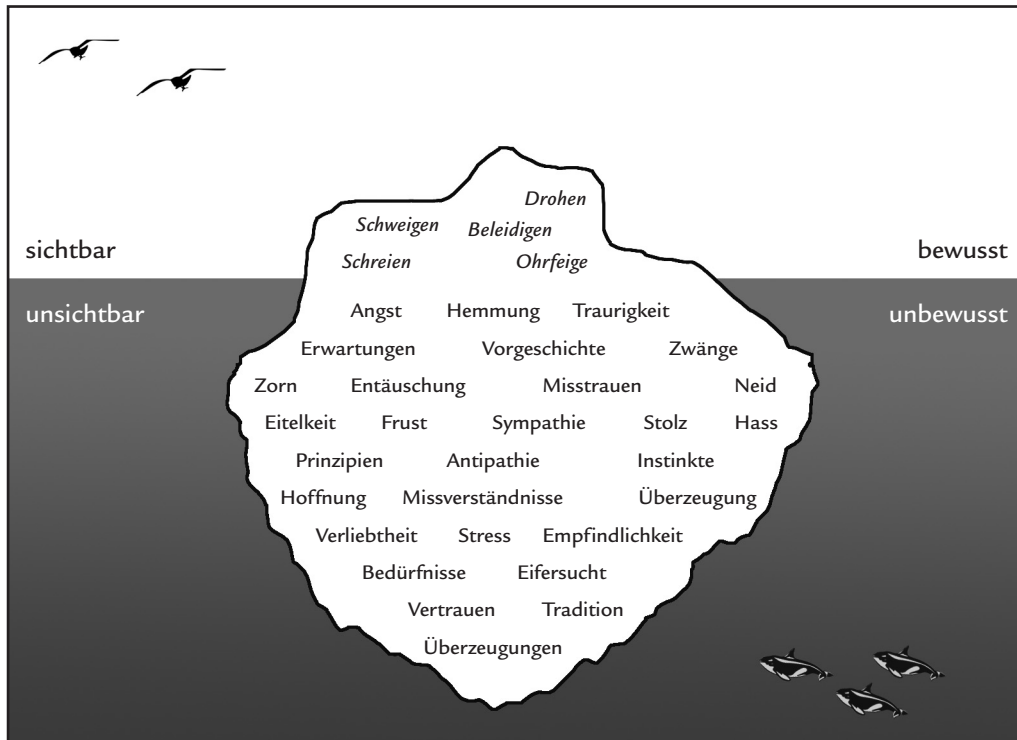 Drohen
Schweigen Beleidigen
sichtbar bewusst
Schreien Ohrfeige
unsichtbar Angst Hemmung Traurigkeit unbewusst
Erwartungen Vorgeschichte Zwänge
Zorn Entäuschung Misstrauen Neid
Eitelkeit Frust Sympathie Stolz Hass
Prinzipien Antipathie Instinkte
Hoffnung Missverständnisse Überzeugung
Verliebtheit Stress Empfindlichkeit
Bedürfnisse Eifersucht
Vertrauen Tradition
Überzeugungen